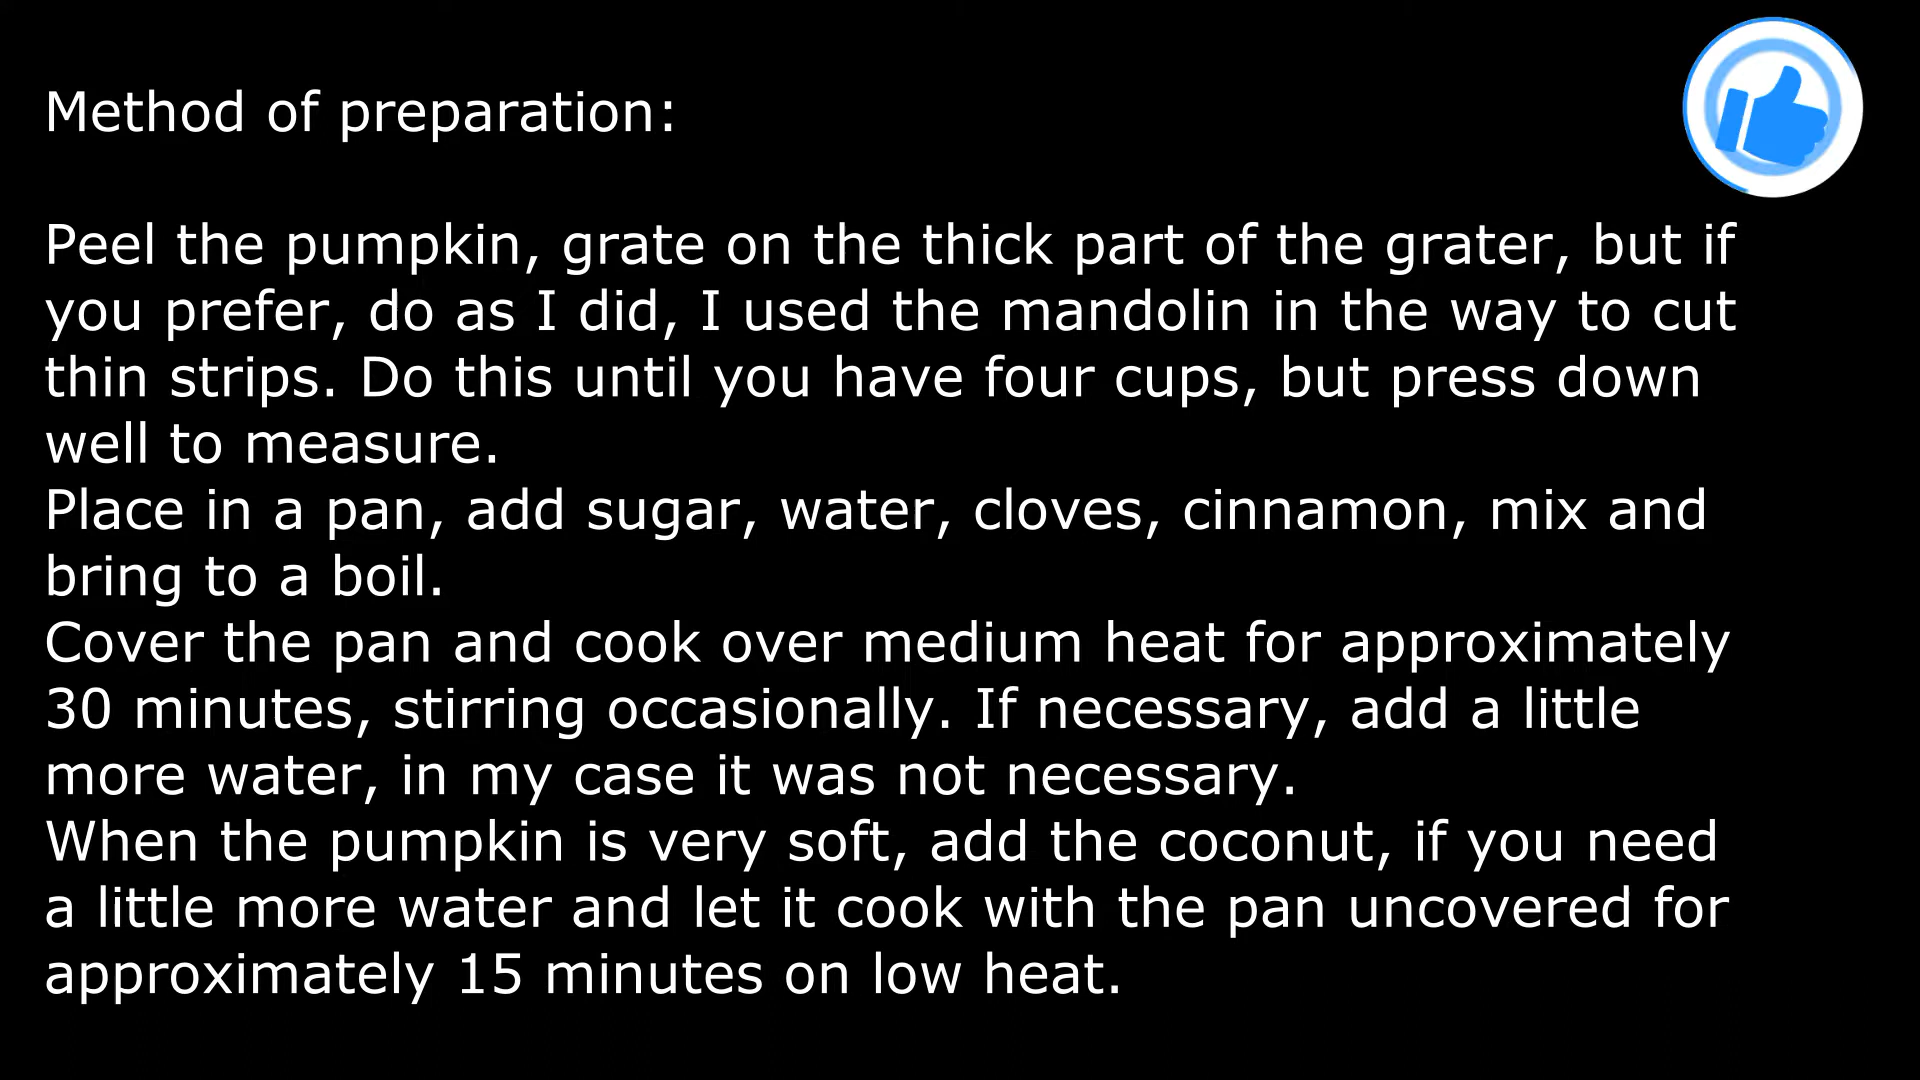 Method of preparation:
Peel the pumpkin, grate on the thick part of the grater, but if
you prefer, do as I did, I used the mandolin in the way to cut
thin strips. Do this until you have four cups, but press down
well to measure.
Place in a pan, add sugar, water, cloves, cinnamon, mix and
bring to a boil.
Cover the pan and cook over medium heat for approximately
30 minutes, stirring occasionally. If necessary, add a little
more water, in my case it was not necessary.
When the pumpkin is very soft, add the coconut, if you need
a little more water and let it cook with the pan uncovered for
approximately 15 minutes on low heat.